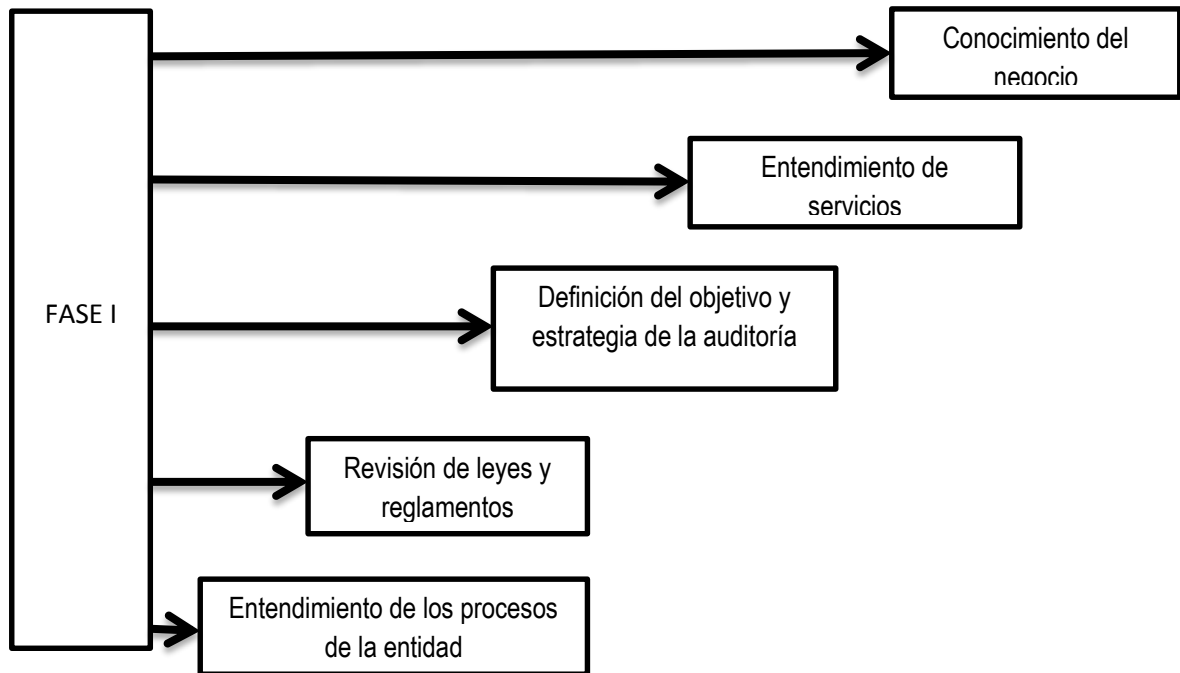 Conocimiento del
negocio
Entendimiento de
servicios
Definición del objetivo y
estrategia de la auditoría
FASE I
Revisión de leyes y
reglamentos
Entendimiento de los procesos
de la entidad